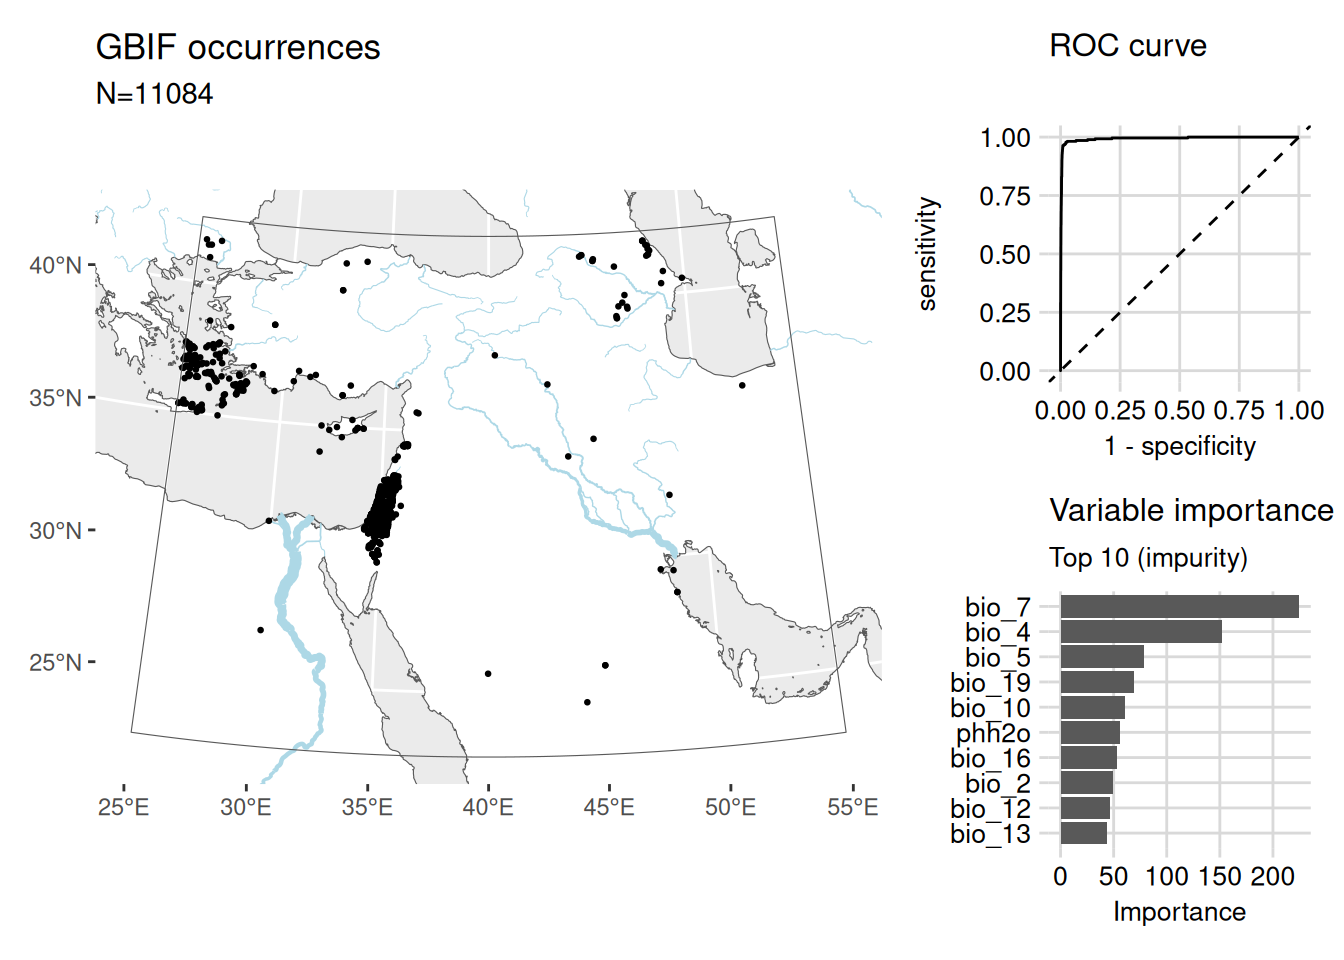 GBIF occurrences
N=11084
40°N
35°N
30°N
25°N
25°E 30°E 35°E 40°E 45°E 50°E 55°E
ROC curve
sensitivity
1.00
0.75
0.50
0.25
0.00
0.00 0.25 0.50 0.75 1.00
1 - specificity
Variable importance
Top 10 (impurity)
bio_7
bio_4
bio_5
bio_19
bio_10
phh2o
bio_16
bio_2
bio_12
bio_13
0 50 100 150 200
Importance